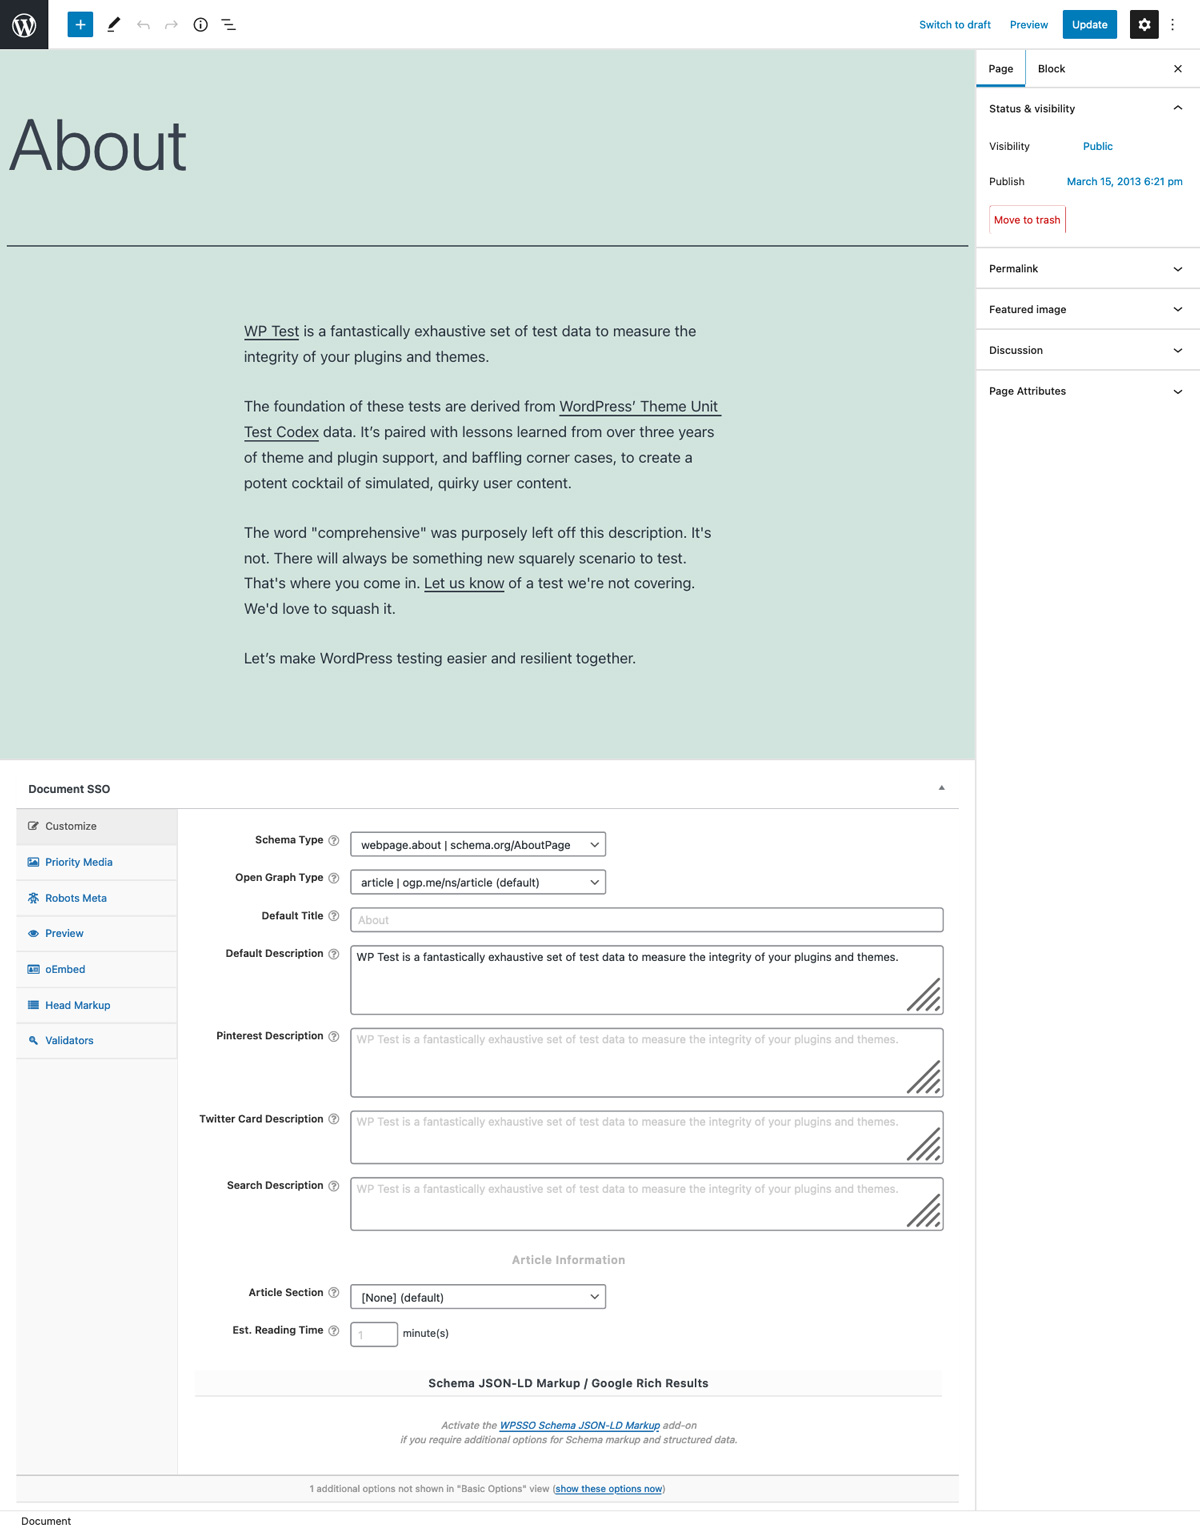 Switch to draft Preview Update
Page Block
About
Status & visibility
Visibility Public
Publish March 15, 2013 6:21 pm
Move to trash
Permalink
Featured image
Discussion
Page Attributes
WP Test is a fantastically exhaustive set of test data to measure the
integrity of your plugins and themes.
The foundation of these tests are derived from WordPress’ Theme Unit
Test Codex data. It’s paired with lessons learned from over three years
of theme and plugin support, and baffling corner cases, to create a
potent cocktail of simulated, quirky user content.
The word "comprehensive" was purposely left off this description. It's
not. There will always be something new squarely scenario to test.
That's where you come in. Let us know of a test we're not covering.
We'd love to squash it.
Let’s make WordPress testing easier and resilient together.
Document SSO
Customize
Priority Media
Robots Meta
Preview
oEmbed
Head Markup
Validators
Schema Type webpage.about | schema.org/AboutPage
Open Graph Type article | ogp.me/ns/article (default)
Default Title About
Default Description WP Test is a fantastically exhaustive set of test data to measure the integrity of your plugins and themes.
Pinterest Description WP Test is a fantastically exhaustive set of test data to measure the integrity of your plugins and themes.
Twitter Card Description WP Test is a fantastically exhaustive set of test data to measure the integrity of your plugins and themes.
Search Description WP Test is a fantastically exhaustive set of test data to measure the integrity of your plugins and themes.
Article Information
Article Section [None] (default)
Est. Reading Time 1 minute(s)
Schema JSON-LD Markup / Google Rich Results
Activate the WPSSO Schema JSON-LD Markup add-on
if you require additional options for Schema markup and structured data.
1 additional options not shown in "Basic Options" view (show these options now)
Document